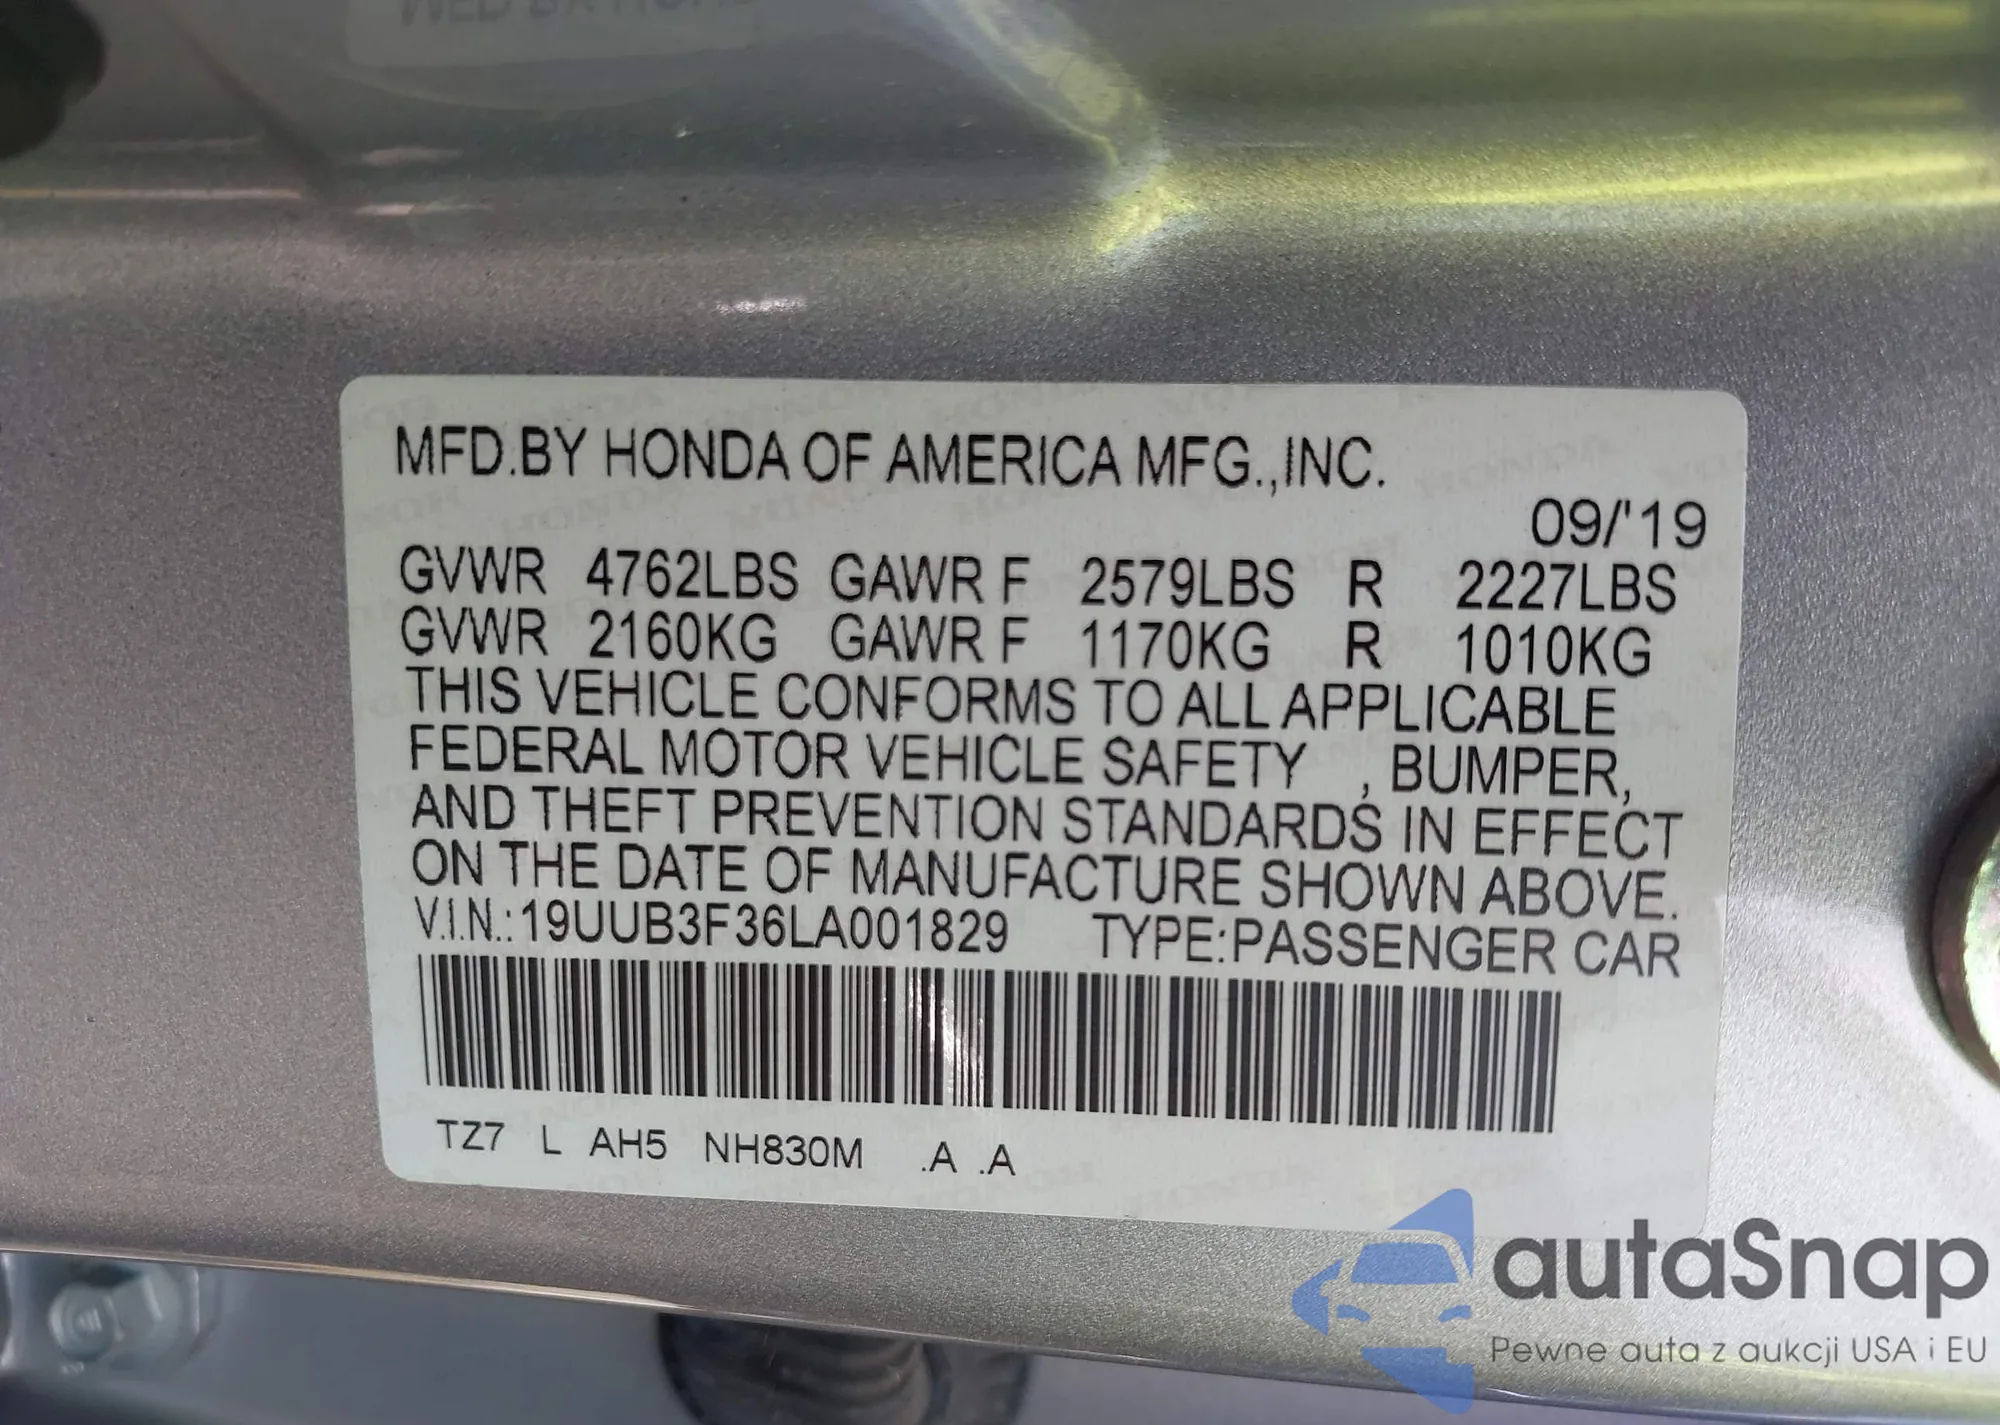 MFD.BY HONDA OF AMERICA MFG.,INC.
09/'19
GVWR 4762LBS GAWR F 2579LBS R 2227LBS
GVWR 2160KG GAWR F 1170KG R 1010KG
THIS VEHICLE CONFORMS TO ALL APPLICABLE
FEDERAL MOTOR VEHICLE SAFETY , BUMPER,
AND THEFT PREVENTION STANDARDS IN EFFECT
ON THE DATE OF MANUFACTURE SHOWN ABOVE.
V.I.N.: 19UUB3F36LA001829 TYPE:PASSENGER CAR
TZ7 L AH5 NH830M .A .A
autaSnap
Pewne auta z aukcji USA i EU